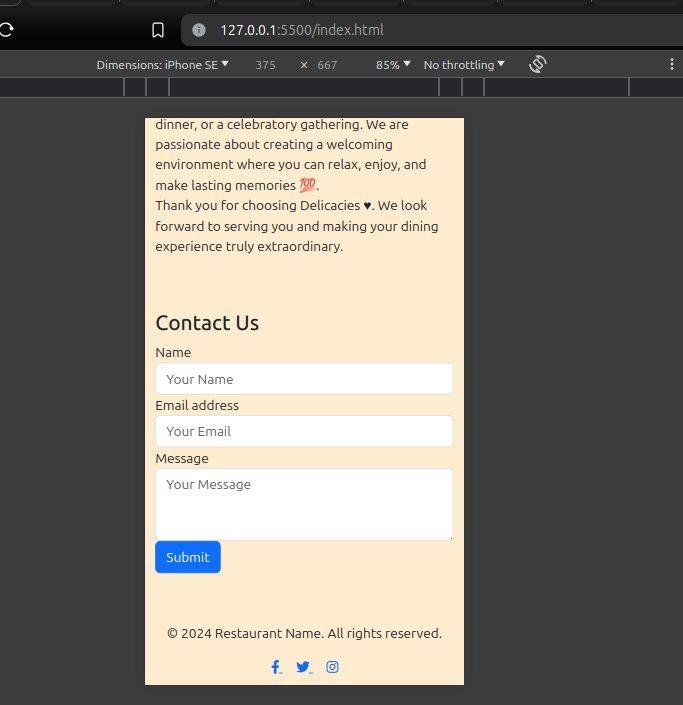 127.0.0.1:5500/index.html
Dimensions: iPhone SE ▼ 375 × 667 85% ▼ No throttling ▼
dinner, or a celebratory gathering. We are
passionate about creating a welcoming
environment where you can relax, enjoy, and
make lasting memories 💯.
Thank you for choosing Delicacies ♥. We look
forward to serving you and making your dining
experience truly extraordinary.
Contact Us
Name
Your Name
Email address
Your Email
Message
Your Message
Submit
© 2024 Restaurant Name. All rights reserved.